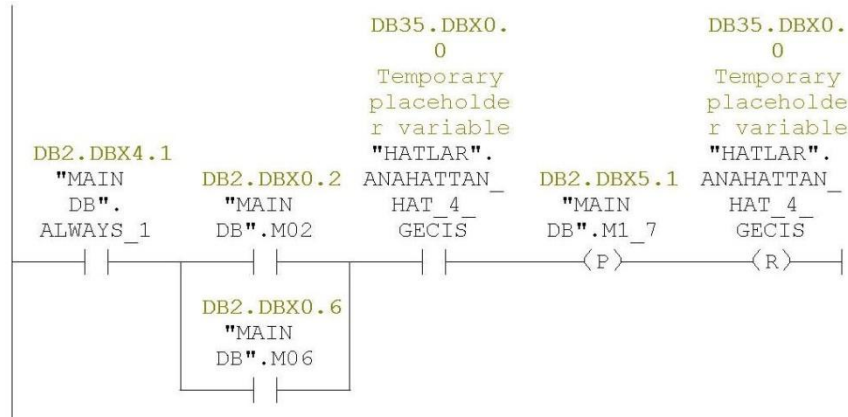 DB35.DBX0.
0
Temporary
placeholde
r variable
"HATLAR".
ANAHATTAN_
HAT_4_
GECIS
DB35.DBX0.
0
Temporary
placeholde
r variable
"HATLAR".
ANAHATTAN_
HAT_4_
GECIS
DB2.DBX4.1
"MAIN
DB".
ALWAYS_1
DB2.DBX0.2
"MAIN
DB".M02
DB2.DBX5.1
"MAIN
DB".M1_7
(P)
(R)
DB2.DBX0.6
"MAIN
DB".M06